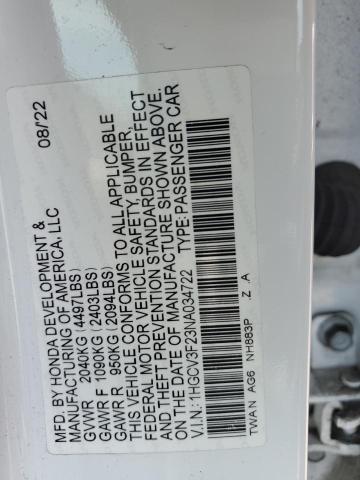 MFD. BY HONDA DEVELOPMENT & 08/'22
MANUFACTURING OF AMERICA, LLC
GVWR 2040KG (4497LBS)
GAWR F 1090KG (2403LBS)
GAWR R 950KG (2094LBS)
THIS VEHICLE CONFORMS TO ALL APPLICABLE
FEDERAL MOTOR VEHICLE SAFETY, BUMPER,
AND THEFT PREVENTION STANDARDS IN EFFECT
ON THE DATE OF MANUFACTURE SHOWN ABOVE.
V.I.N.: 1HGCV3F23NA034722 TYPE: PASSENGER CAR
TWAN AG6 NH883P Z .A